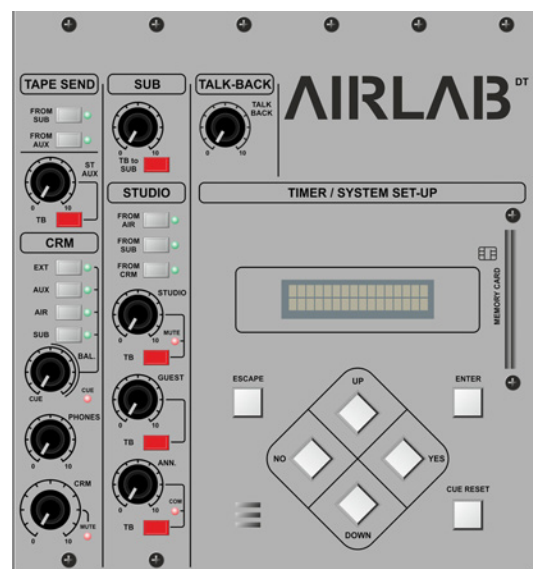 TAPE SEND
FROM
SUB
FROM
AUX
ST
AUX
0
10
TB
CRM
EXT
AUX
AIR
SUB
BAL.
CUE
CUE
PHONES
0
10
CRM
MUTE
0
10
SUB
0
10
TB to
SUB
STUDIO
FROM
AIR
FROM
SUB
FROM
CRM
STUDIO
MUTE
0
10
TB
GUEST
0
10
TB
ANN.
COM
0
10
TB
TALK-BACK
TALK
BACK
0
10
AIRLAB DT
TIMER / SYSTEM SET-UP
MEMORY CARD
ESCAPE
UP
ENTER
NO
YES
CUE RESET
DOWN